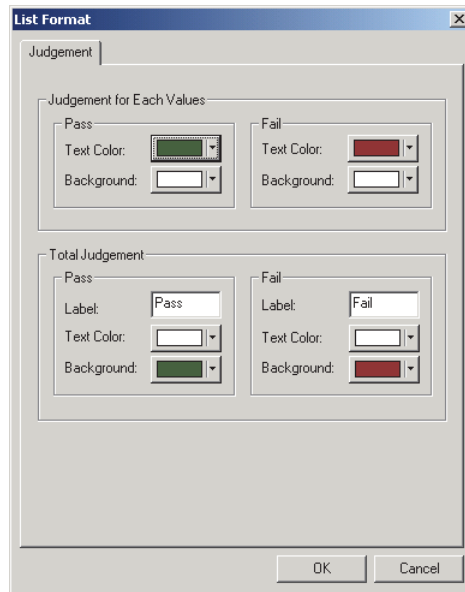 List Format
Judgement
Judgement for Each Values
Pass
Text Color:
Background:
Fail
Text Color:
Background:
Total Judgement
Pass
Label: Pass
Text Color:
Background:
Fail
Label: Fail
Text Color:
Background:
OK Cancel